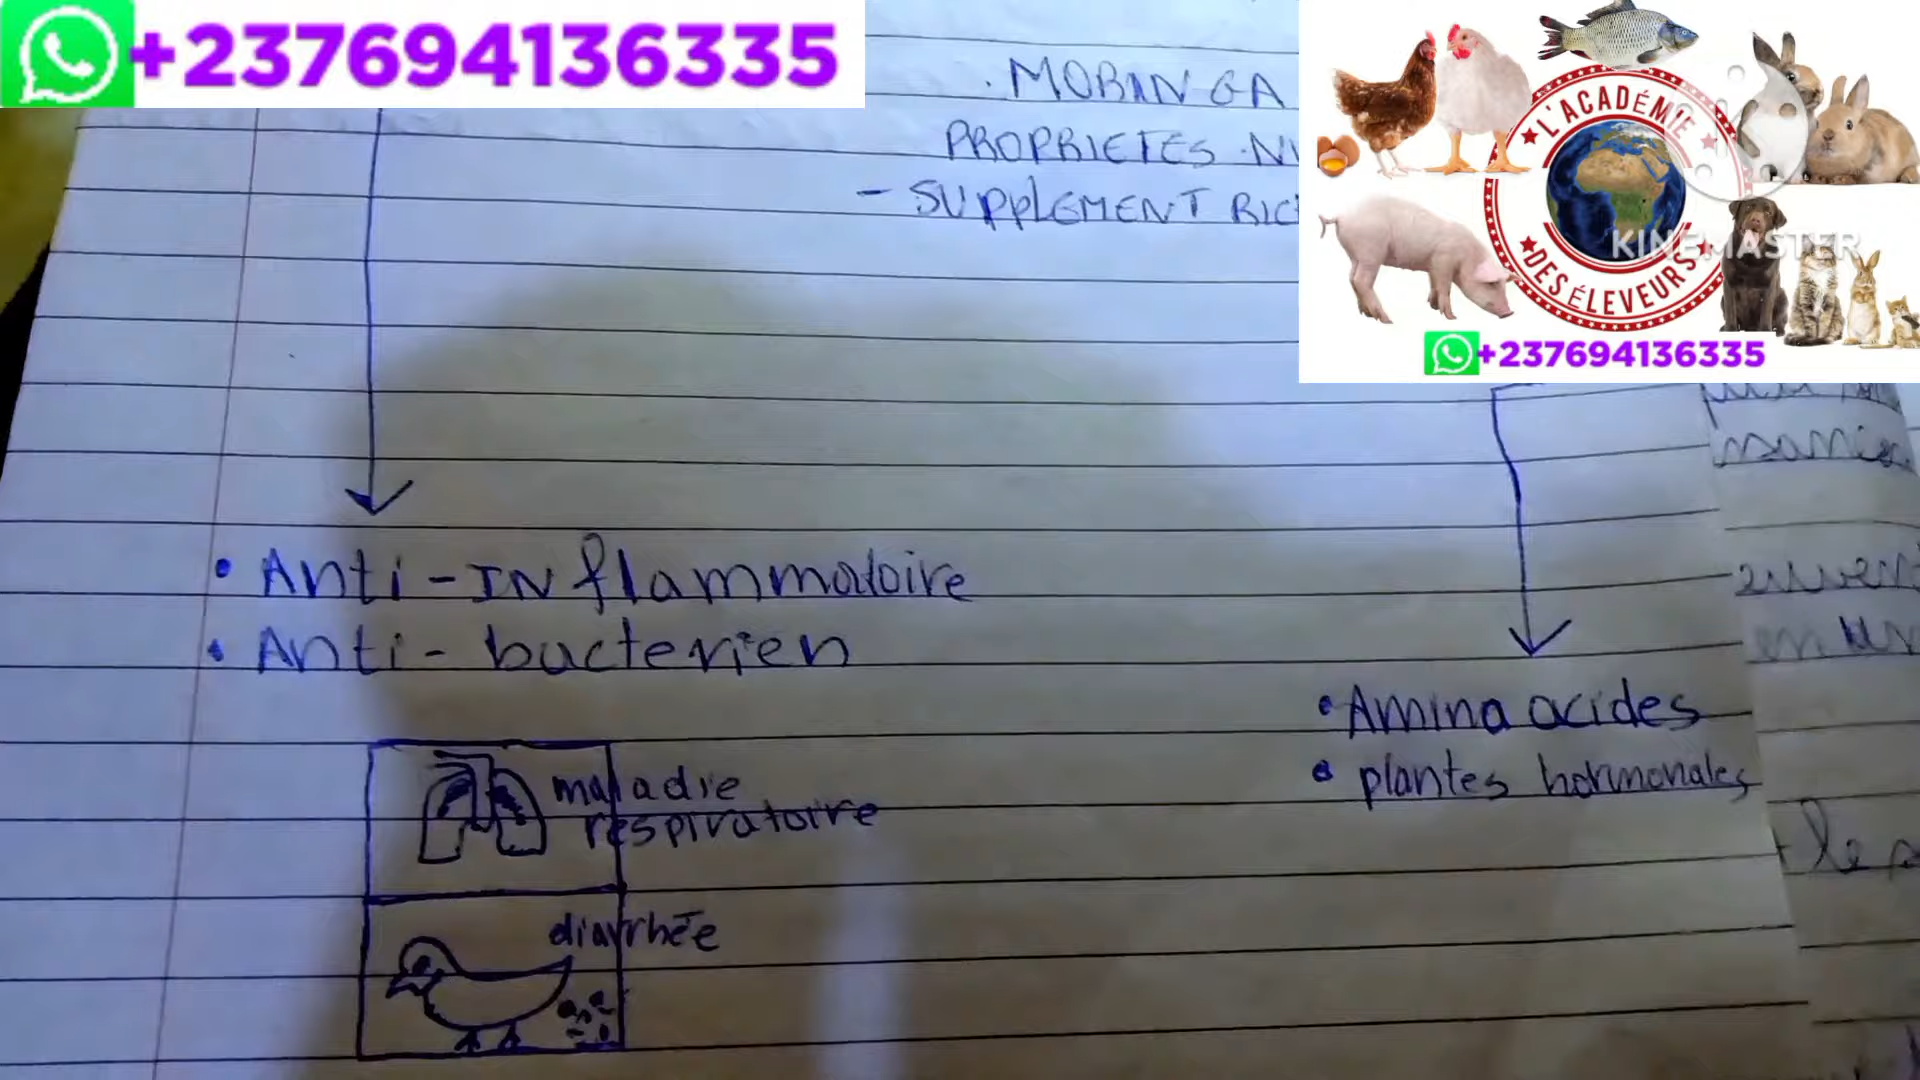 +237694136335
. MORINGA
PROPRIETES
- SUPPLEMENT
L'ACADÉMIE
DES ÉLEVEURS
KINEMASTER
+237694136335
• Anti-INflammatoire
• Anti-bacterien
• Amina acides
• plantes hormonales
maladie
respiratoire
diarrhēe